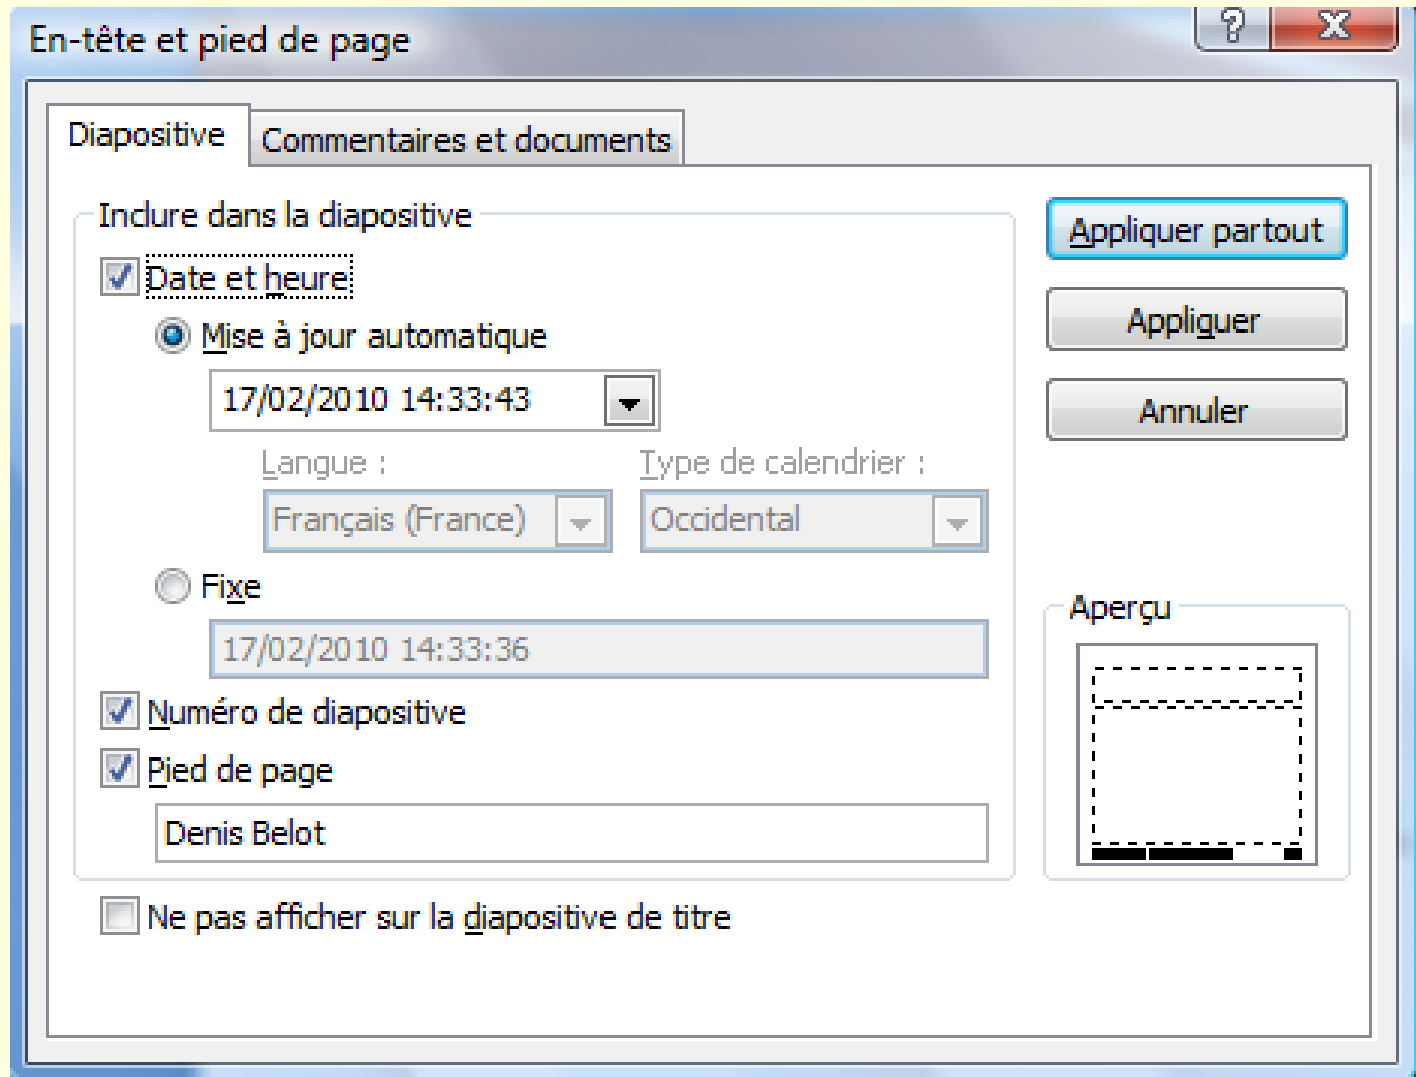 En-tête et pied de page
Diapositive
Commentaires et documents
Inclure dans la diapositive
Date et heure
Mise à jour automatique
17/02/2010 14:33:43
Langue :
Type de calendrier :
Français (France)
Occidental
Fixe
17/02/2010 14:33:36
Numéro de diapositive
Pied de page
Denis Belot
Ne pas afficher sur la diapositive de titre
Appliquer partout
Appliquer
Annuler
Aperçu